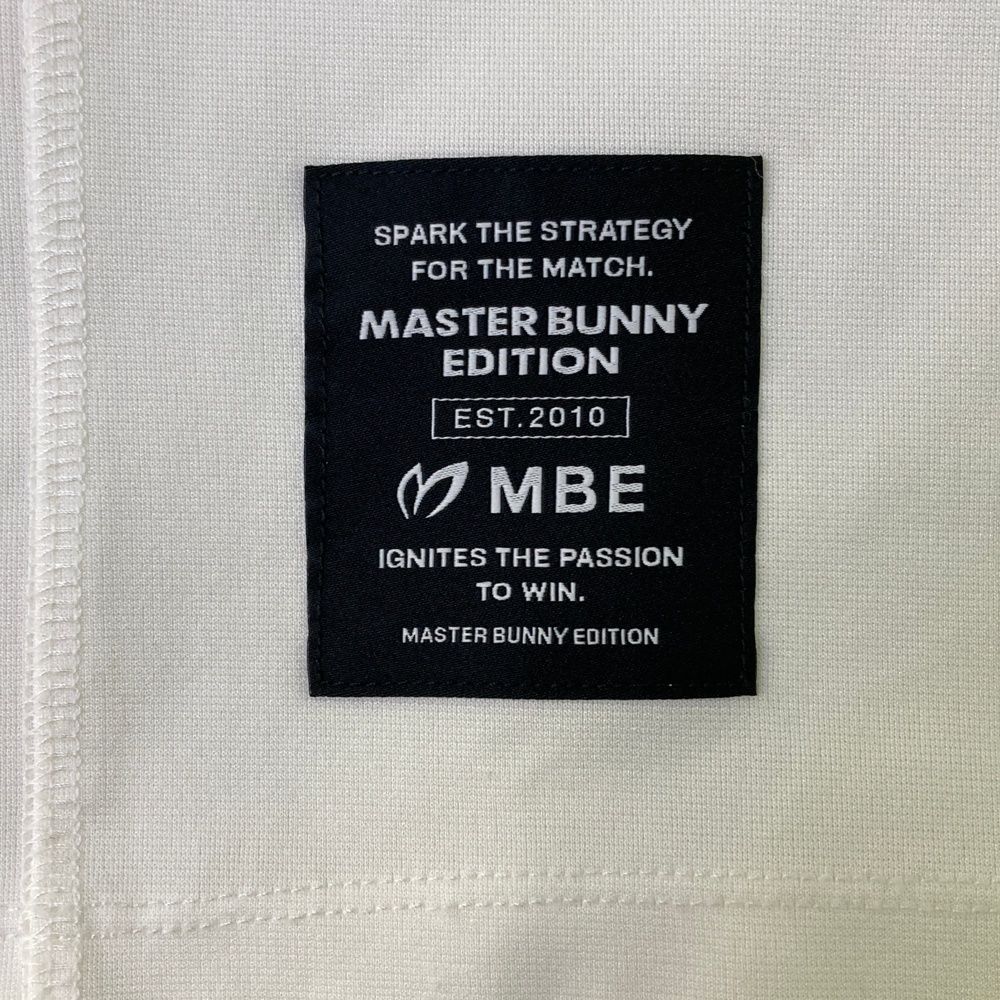 SPARK THE STRATEGY
FOR THE MATCH.
MASTER BUNNY
EDITION
EST.2010
MBE
IGNITES THE PASSION
TO WIN.
MASTER BUNNY EDITION